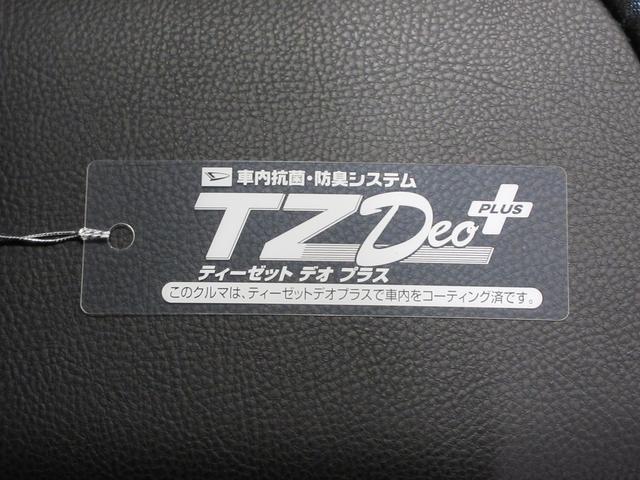 車内抗菌・防臭システム
TZ Deo PLUS
ティーゼット デオ プラス
このクルマは、ティーゼットデオプラスで車内をコーティング済です。